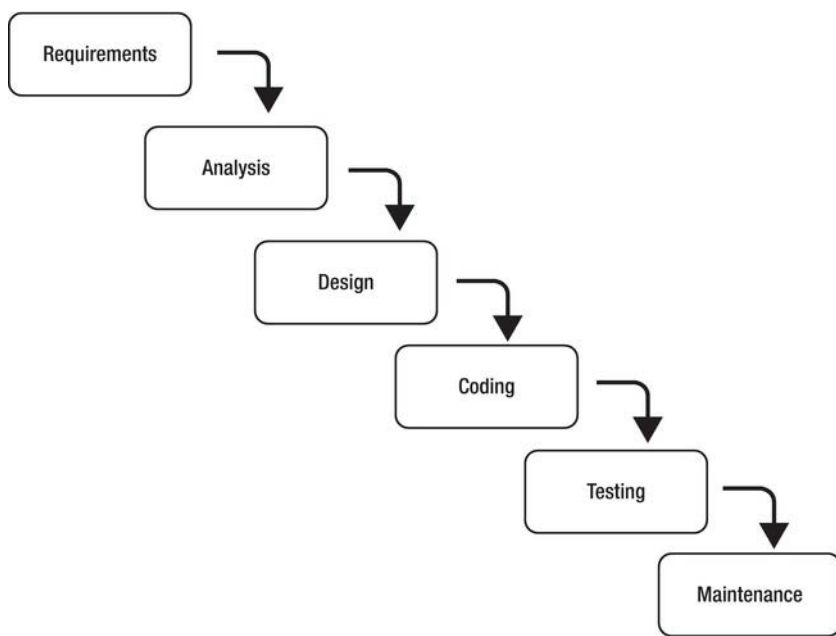 Requirements
Analysis
Design
Coding
Testing
Maintenance